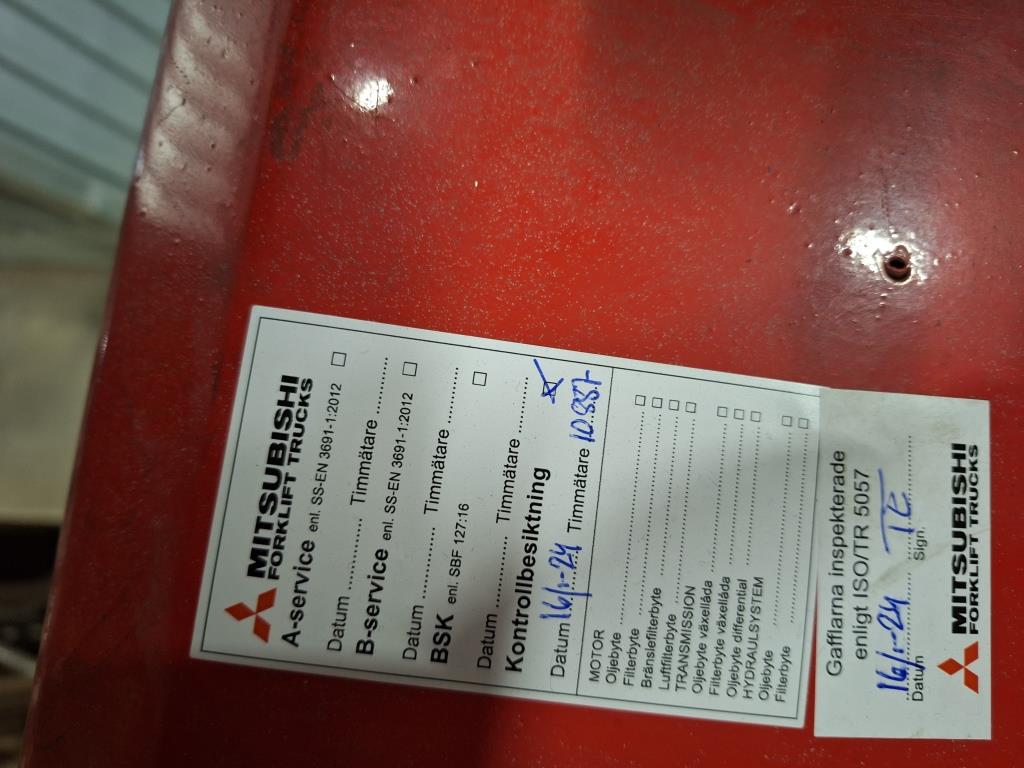 MITSUBISHI
FORKLIFT TRUCKS
A-service enl. SS-EN 3691-1:2012 ☐
Datum ............ Timmätare ..............
B-service enl. SS-EN 3691-1:2012 ☐
Datum ............ Timmätare ..............
BSK enl. SBF 127:16 ☐
Datum ............ Timmätare ..............
Kontrollbesiktning ☒
Datum 16/1-24 Timmätare 10.887
MOTOR
Oljebyte ☐
Filterbyte ☐
Bränslefilterbyte ☐
Luftfilterbyte ☐
TRANSMISSION
Oljebyte växellåda ☐
Filterbyte växellåda ☐
Oljebyte differential ☐
HYDRAULSYSTEM
Oljebyte ☐
Filterbyte ☐
Gafflarna inspekterade
enligt ISO/TR 5057
16/1-24 TE
Datum Sign.
MITSUBISHI
FORKLIFT TRUCKS